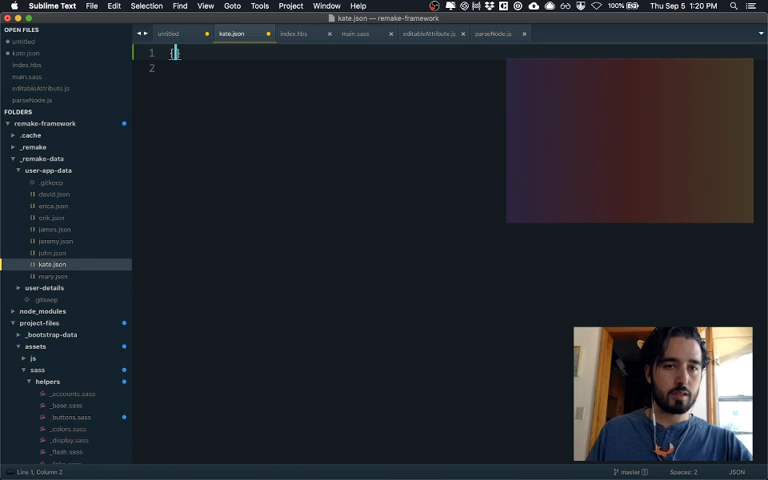 Sublime Text File Edit Selection Find View Goto Tools Project Window Help 100% Thu Sep 5 1:20 PM
kate.json — remake-framework
OPEN FILES
untitled
kate.json
index.hbs
main.sass
editableAttribute.js
parseNode.js
FOLDERS
remake-framework
.cache
_remake
_remake-data
user-app-data
.gitkeep
david.json
erica.json
erik.json
james.json
jeremy.json
john.json
kate.json
mary.json
user-details
.gitkeep
node_modules
project-files
_bootstrap-data
assets
js
sass
helpers
_accounts.sass
_base.sass
_buttons.sass
_colors.sass
_display.sass
_flash.sass
untitled kate.json index.hbs main.sass editableAttribute.js parseNode.js
1 {}
2
Line 1, Column 2 master Spaces: 2 JSON